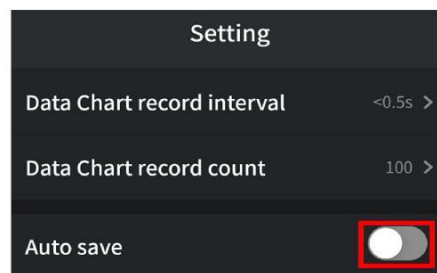 Setting
Data Chart record interval <0.5s >
Data Chart record count 100 >
Auto save